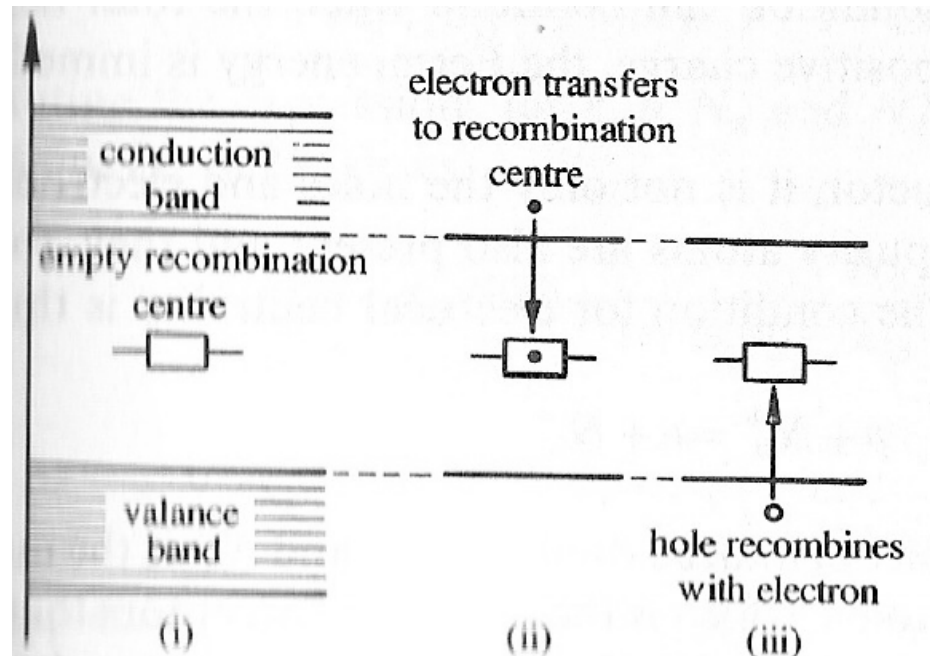 electron transfers
to recombination
centre
conduction
band
empty recombination
centre
valance
band
hole recombines
with electron
(i)
(ii)
(iii)